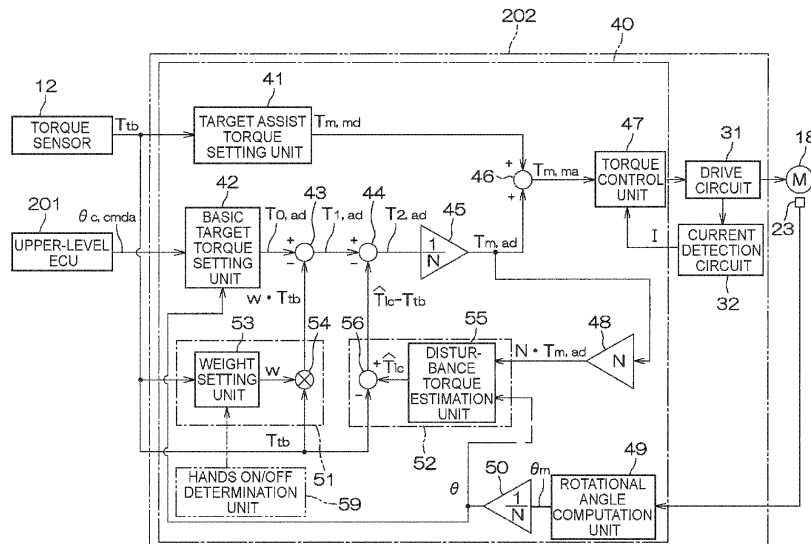 202
40
12
TORQUE
SENSOR
Ttb
41
TARGET ASSIST
TORQUE
SETTING UNIT
Tm, md
46
+
+
Tm, ma
47
TORQUE
CONTROL
UNIT
31
DRIVE
CIRCUIT
18
M
23
CURRENT
DETECTION
CIRCUIT
32
I
201
UPPER-LEVEL
ECU
θc, cmda
42
BASIC
TARGET
TORQUE
SETTING
UNIT
T0, ad
43
+
−
T1, ad
44
+
−
T2, ad
45
1/N
Tm, ad
w • Ttb
T̂lc−Ttb
53
WEIGHT
SETTING
UNIT
w
54
56
+
−
T̂lc
55
DISTUR-
BANCE
TORQUE
ESTIMATION
UNIT
N • Tm, ad
48
N
Ttb
51
52
HANDS ON/OFF
DETERMINATION
UNIT
59
θ
50
1/N
θm
49
ROTATIONAL
ANGLE
COMPUTATION
UNIT